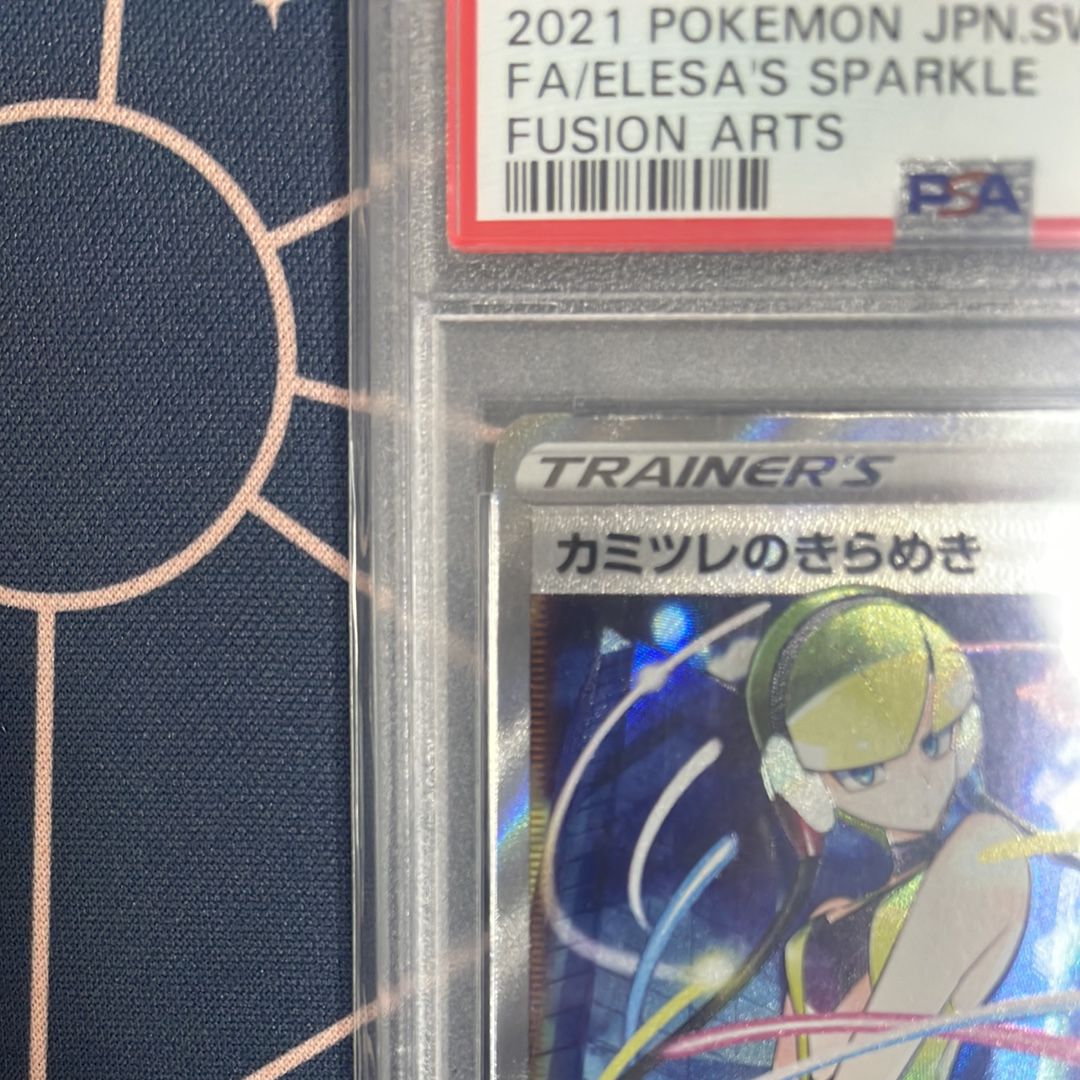 2021 POKEMON JPN.SW
FA/ELESA'S SPARKLE
FUSION ARTS
PSA
TRAINER'S
カミツレのきらめき